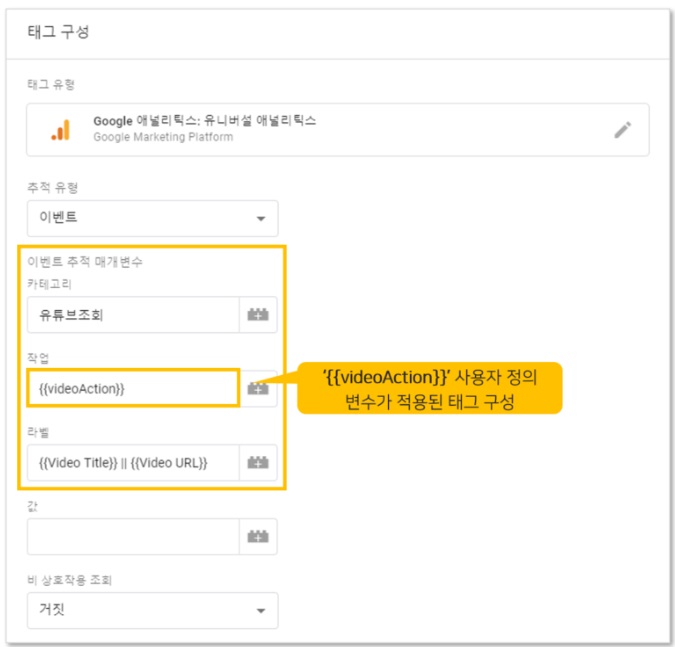 태그 구성
태그 유형
Google 애널리틱스: 유니버설 애널리틱스
Google Marketing Platform
추적 유형
이벤트
이벤트 추적 매개변수
카테고리
유튜브조회
작업
{{videoAction}}
'{{videoAction}}' 사용자 정의
변수가 적용된 태그 구성
라벨
{{Video Title}} || {{Video URL}}
값
비 상호작용 조회
거짓